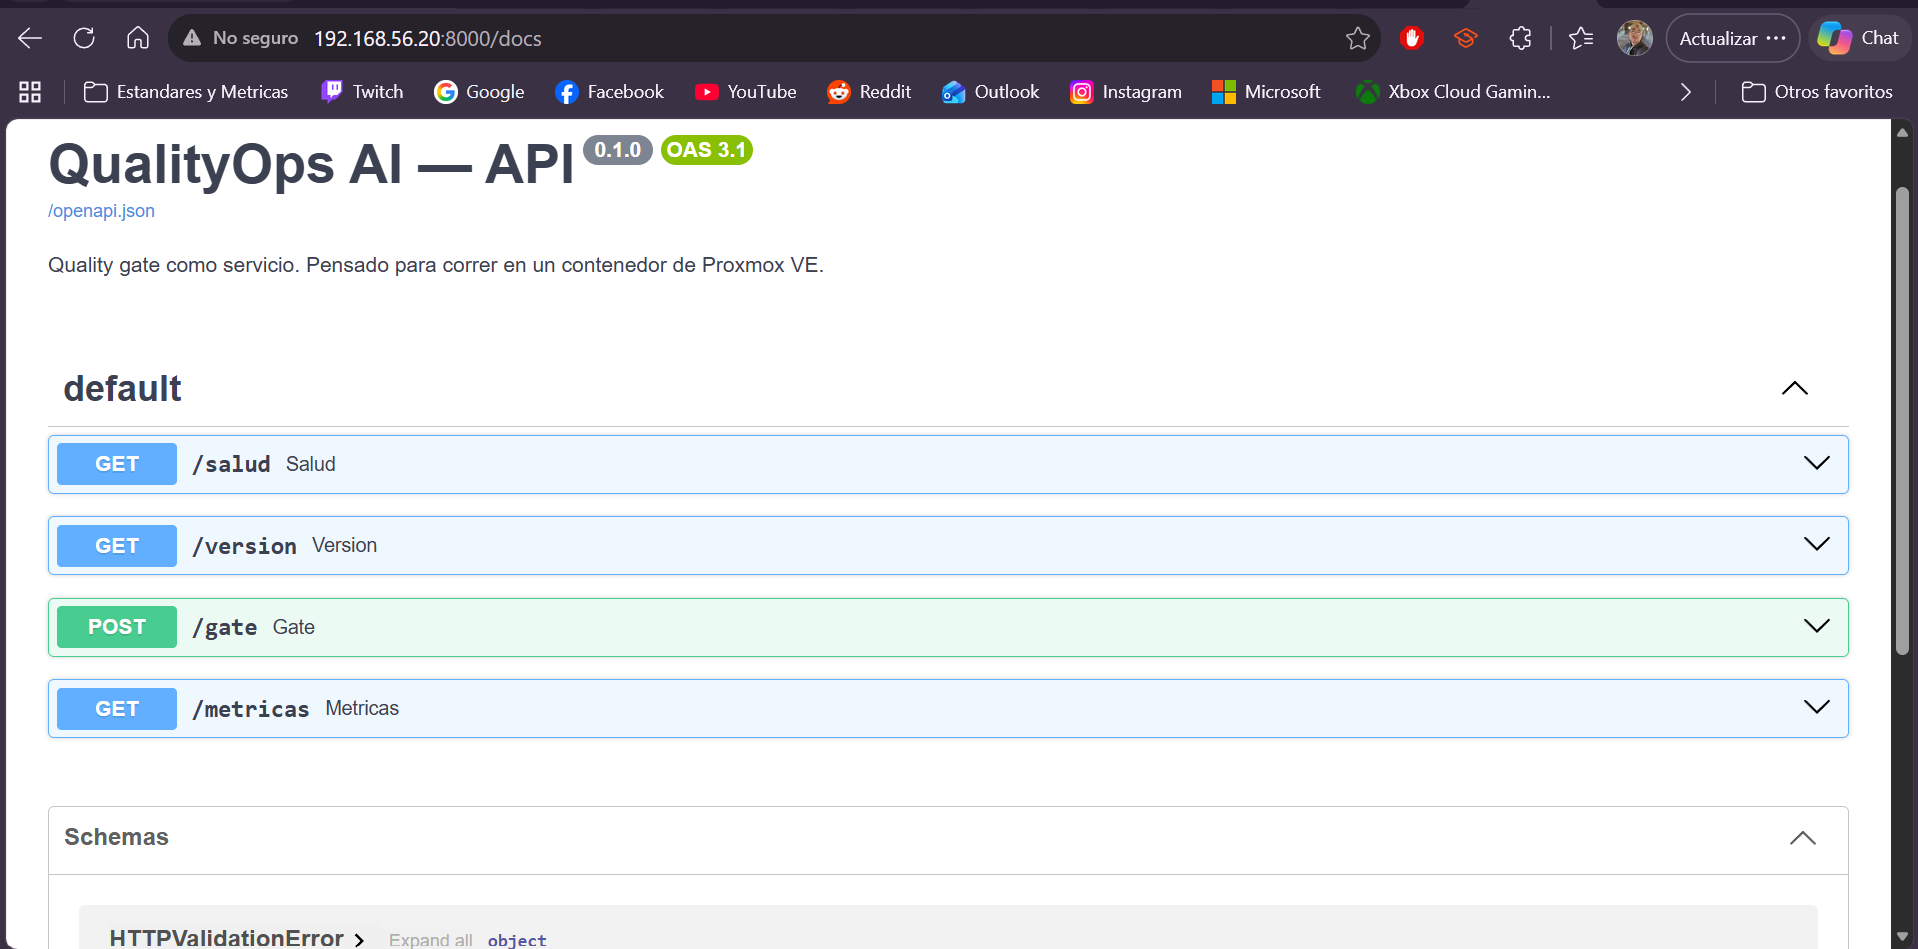 No seguro 192.168.56.20:8000/docs Actualizar Chat
Estandares y Metricas Twitch Google Facebook YouTube Reddit Outlook Instagram Microsoft Xbox Cloud Gamin... Otros favoritos
QualityOps AI — API 0.1.0 OAS 3.1
/openapi.json
Quality gate como servicio. Pensado para correr en un contenedor de Proxmox VE.
default
GET /salud Salud
GET /version Version
POST /gate Gate
GET /metricas Metricas
Schemas
HTTPValidationError Expand all object